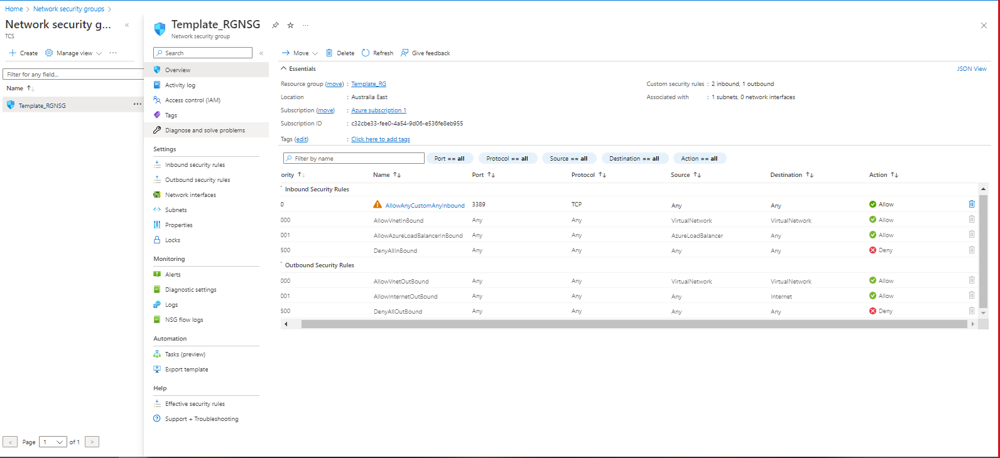 Home > Network security groups >
Network security g... «
TCS
+ Create Manage view ...
Filter for any field...
Name ↑↓
Template_RGNSG ...
< Page 1 of 1 >
Template_RGNSG ...
Network security group
Search «
Overview
Activity log
Access control (IAM)
Tags
Diagnose and solve problems
Settings
Inbound security rules
Outbound security rules
Network interfaces
Subnets
Properties
Locks
Monitoring
Alerts
Diagnostic settings
Logs
NSG flow logs
Automation
Tasks (preview)
Export template
Help
Effective security rules
Support + Troubleshooting
Move Delete Refresh Give feedback
Essentials JSON View
Resource group (move) : Template_RG
Location : Australia East
Subscription (move) : Azure subscription 1
Subscription ID : c32cbe33-fee0-4a54-9d06-e536fe8eb955
Tags (edit) : Click here to add tags
Custom security rules : 2 inbound, 1 outbound
Associated with : 1 subnets, 0 network interfaces
Filter by name Port == all Protocol == all Source == all Destination == all Action == all
ority ↑↓ Name ↑↓ Port ↑↓ Protocol ↑↓ Source ↑↓ Destination ↑↓ Action ↑↓
Inbound Security Rules
0 AllowAnyCustomAnyInbound 3389 TCP Any Any Allow
000 AllowVnetInBound Any Any VirtualNetwork VirtualNetwork Allow
001 AllowAzureLoadBalancerInBound Any Any AzureLoadBalancer Any Allow
500 DenyAllInBound Any Any Any Any Deny
Outbound Security Rules
000 AllowVnetOutBound Any Any VirtualNetwork VirtualNetwork Allow
001 AllowInternetOutBound Any Any Any Internet Allow
500 DenyAllOutBound Any Any Any Any Deny